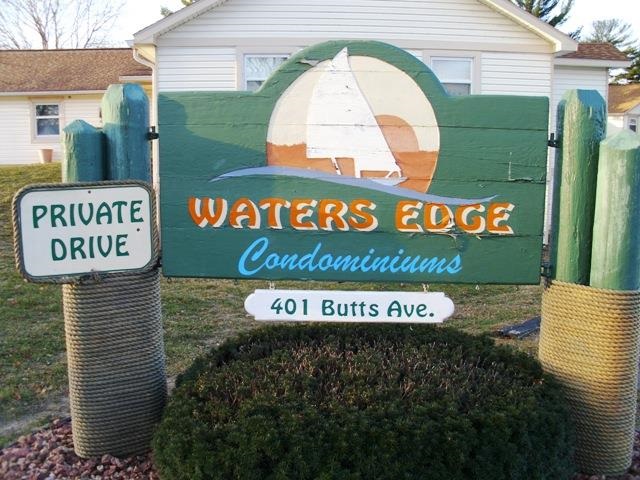 WATERS EDGE
Condominiums
PRIVATE
DRIVE
401 Butts Ave.